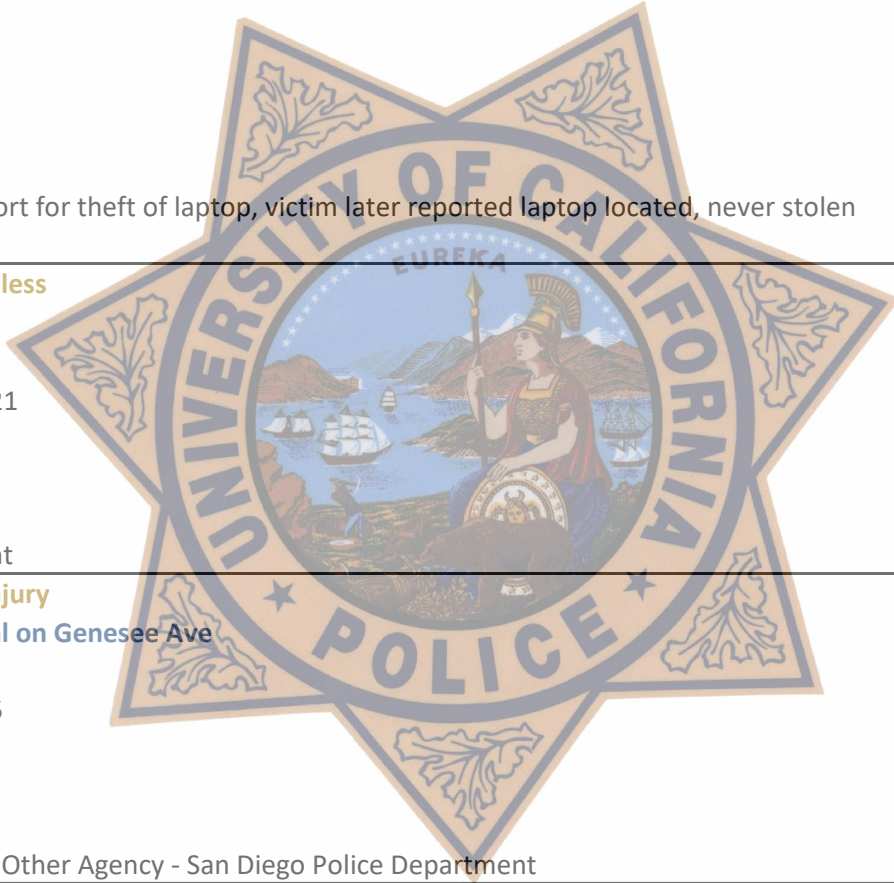 ort for theft of laptop, victim later reported laptop located, never stolen
UNIVERSITY OF CALIFORNIA
EUREKA
less
21
nt
jury
l on Genesee Ave
POLICE
5
Other Agency - San Diego Police Department